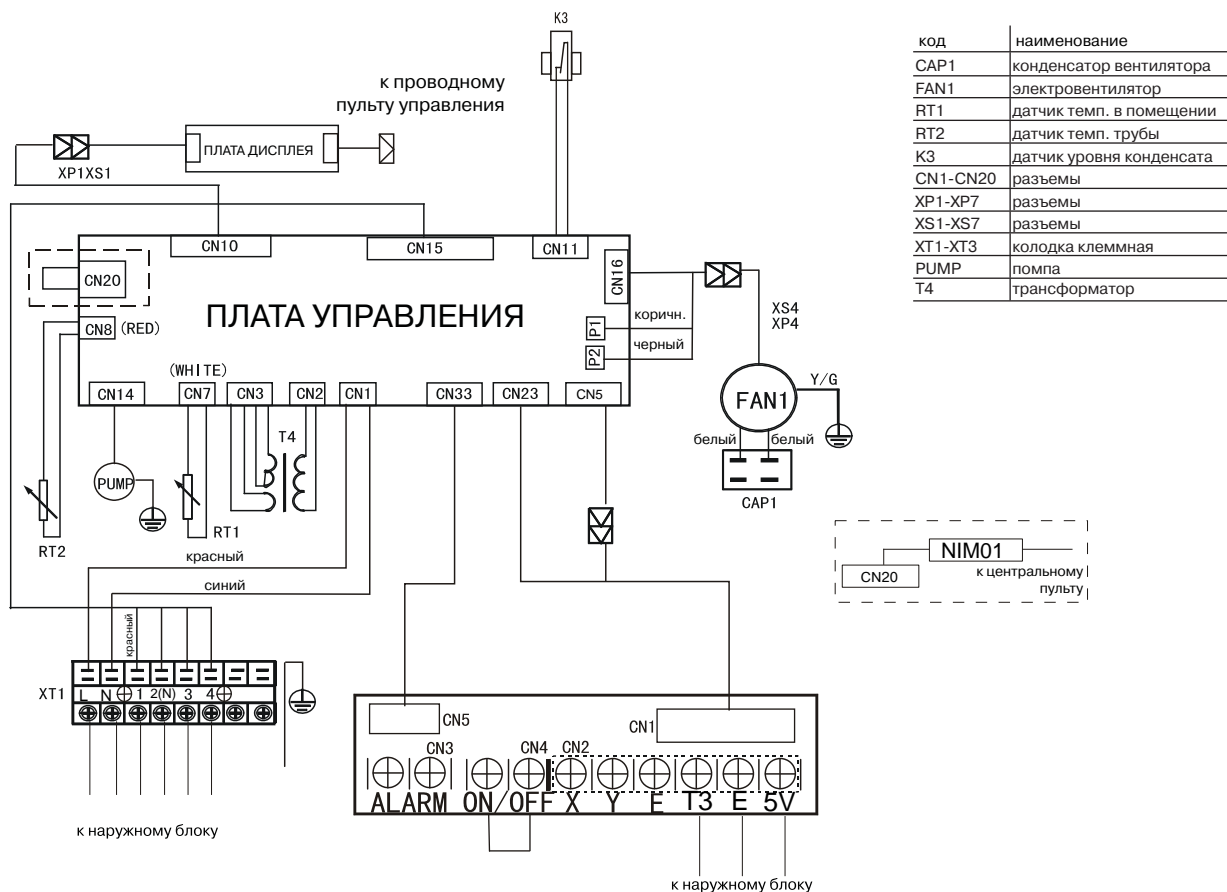 K3
к проводному
пульту управления
ПЛАТА ДИСПЛЕЯ
XP1XS1
код наименование
CAP1 конденсатор вентилятора
FAN1 электровентилятор
RT1 датчик темп. в помещении
RT2 датчик темп. трубы
K3 датчик уровня конденсата
CN1-CN20 разъемы
XP1-XP7 разъемы
XS1-XS7 разъемы
XT1-XT3 колодка клеммная
PUMP помпа
T4 трансформатор
CN10 CN15 CN11
CN16
CN20
CN8 (RED)
ПЛАТА УПРАВЛЕНИЯ
P1 коричн.
P2 черный
XS4
XP4
(WHITE)
CN14 CN7 CN3 CN2 CN1 CN33 CN23 CN5
FAN1
Y/G
белый белый
CAP1
T4
PUMP
RT2
RT1
красный
синий
красный
NIM01
CN20
к центральному
пульту
XT1
L N 1 2(N) 3 4
к наружному блоку
CN5
CN1
CN3 CN4 CN2
ALARM ON/OFF X Y E T3 E 5V
к наружному блоку